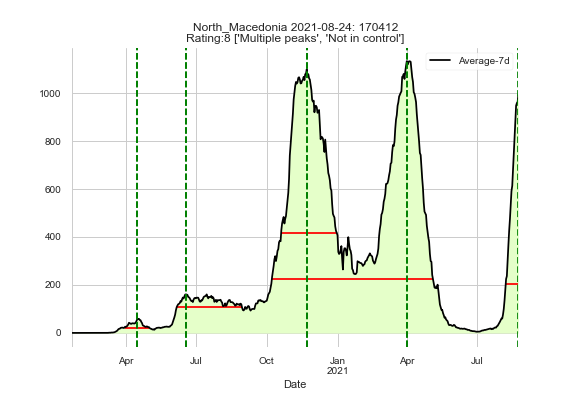 North_Macedonia 2021-08-24: 170412
Rating:8 ['Multiple peaks', 'Not in control']
Average-7d
1000
800
600
400
200
0
Apr Jul Oct Jan Apr Jul
2021
Date